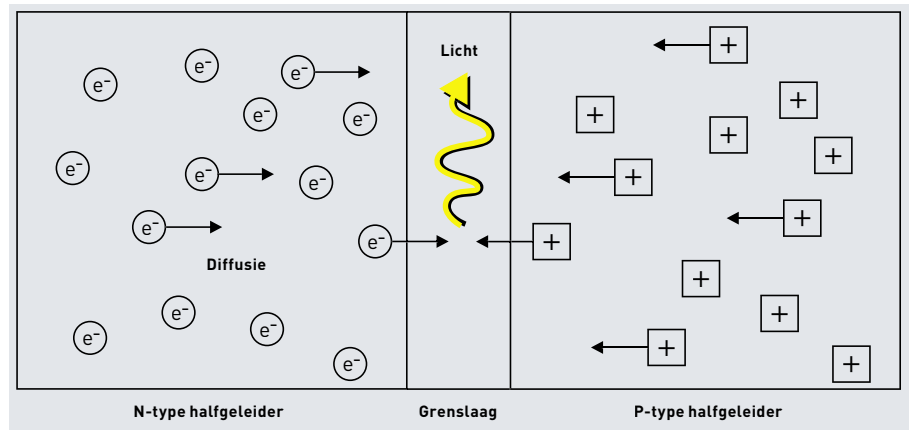 Licht
e⁻ e⁻ e⁻ e⁻ e⁻ e⁻ e⁻ e⁻ e⁻ e⁻ e⁻ e⁻ e⁻ e⁻
+ + + + + + + + + + + +
Diffusie
N-type halfgeleider
Grenslaag
P-type halfgeleider